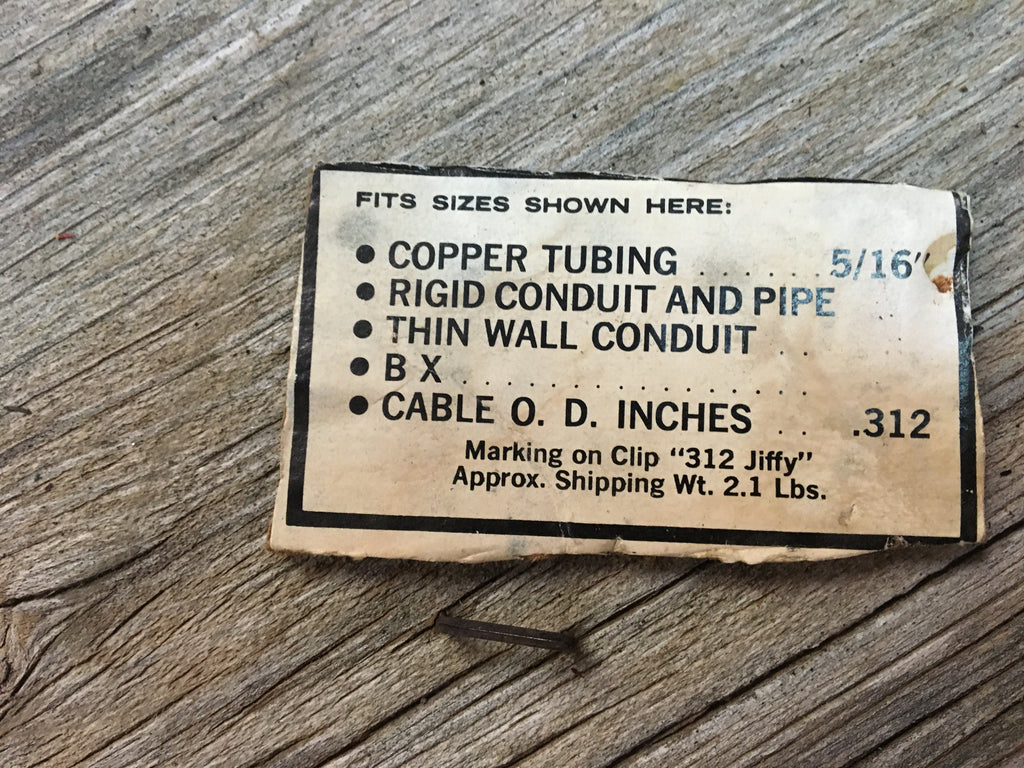 FITS SIZES SHOWN HERE:
• COPPER TUBING . . . . . . 5/16"
• RIGID CONDUIT AND PIPE
• THIN WALL CONDUIT . .
• B X . . . . . . . . . . . . . . . .
• CABLE O. D. INCHES . . .312
Marking on Clip "312 Jiffy"
Approx. Shipping Wt. 2.1 Lbs.